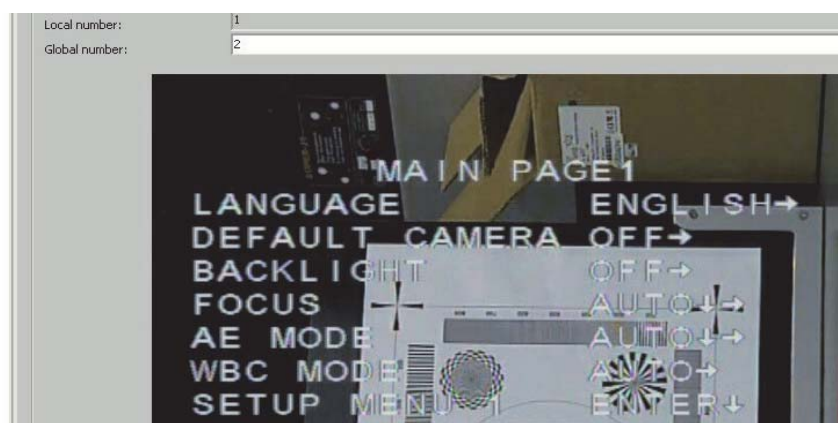 Local number: 1
Global number: 2
MAIN PAGE1
LANGUAGE ENGLISH→
DEFAULT CAMERA OFF→
BACKLIGHT OFF→
FOCUS AUTO↓→
AE MODE AUTO↓→
WBC MODE AUTO→
SETUP MENU 1 ENTER↓